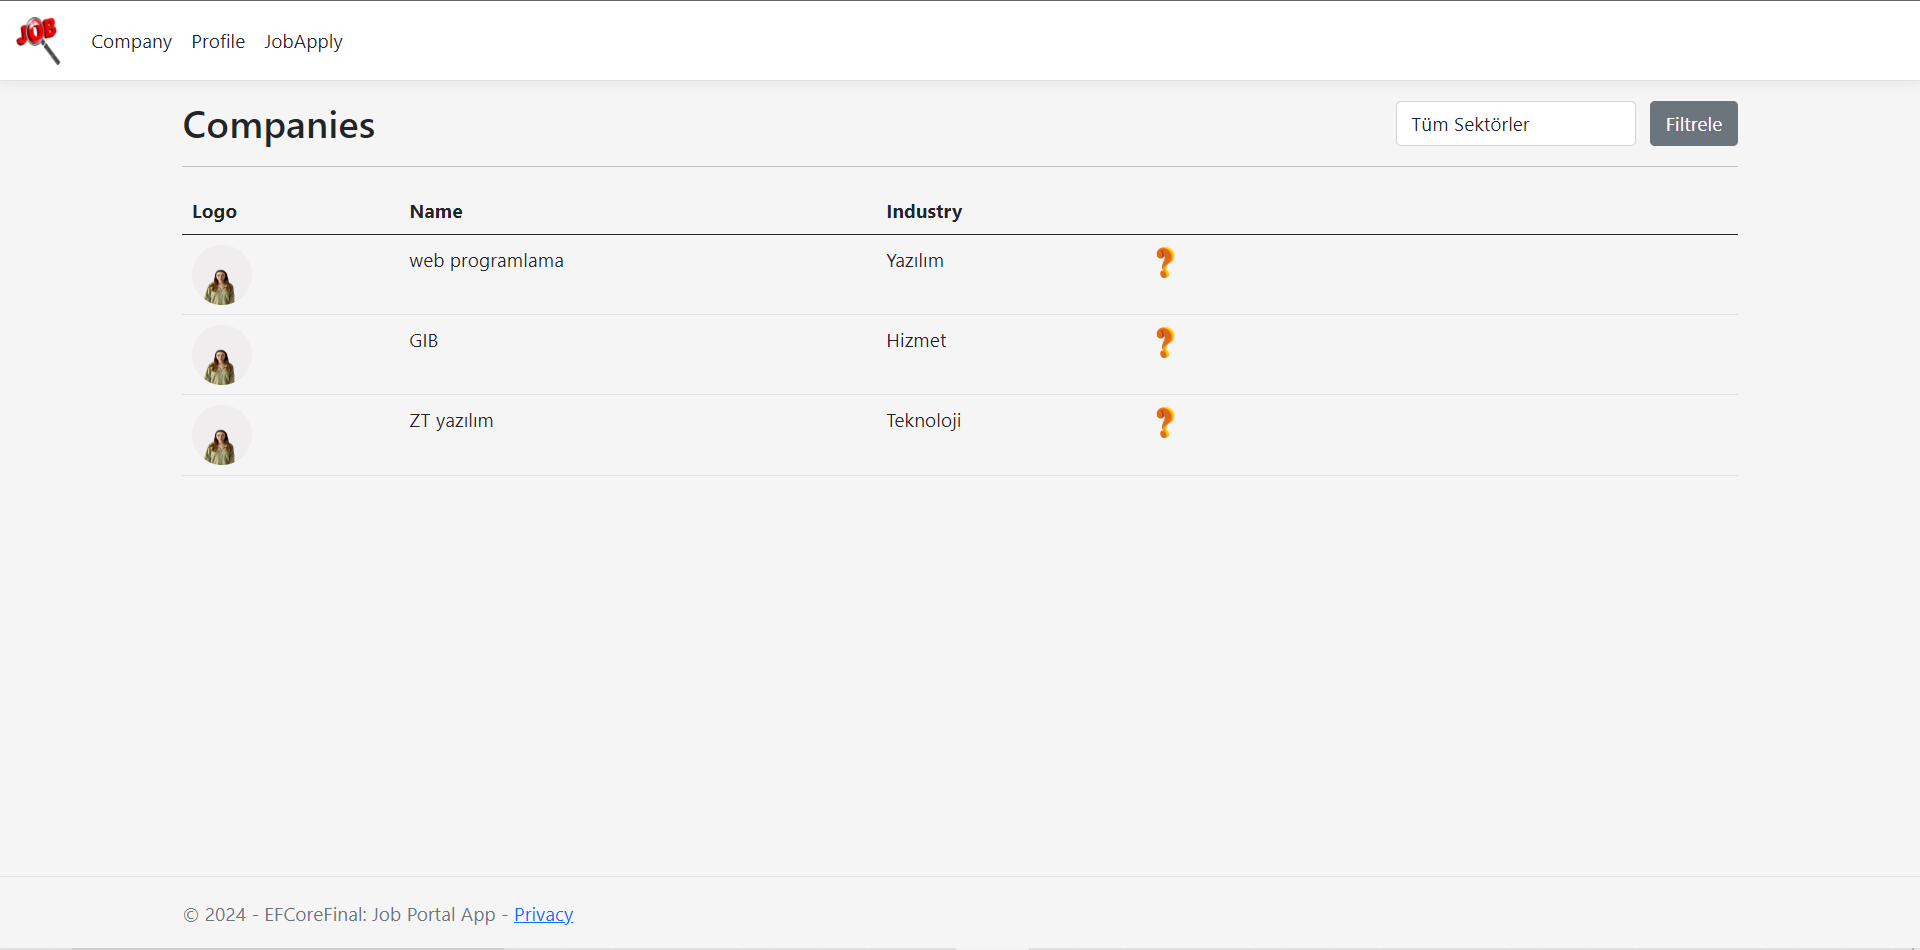 JOB
Company Profile JobApply
Companies
Tüm Sektörler Filtrele
Logo Name Industry
web programlama Yazılım ?
GIB Hizmet ?
ZT yazılım Teknoloji ?
© 2024 - EFCoreFinal: Job Portal App - Privacy